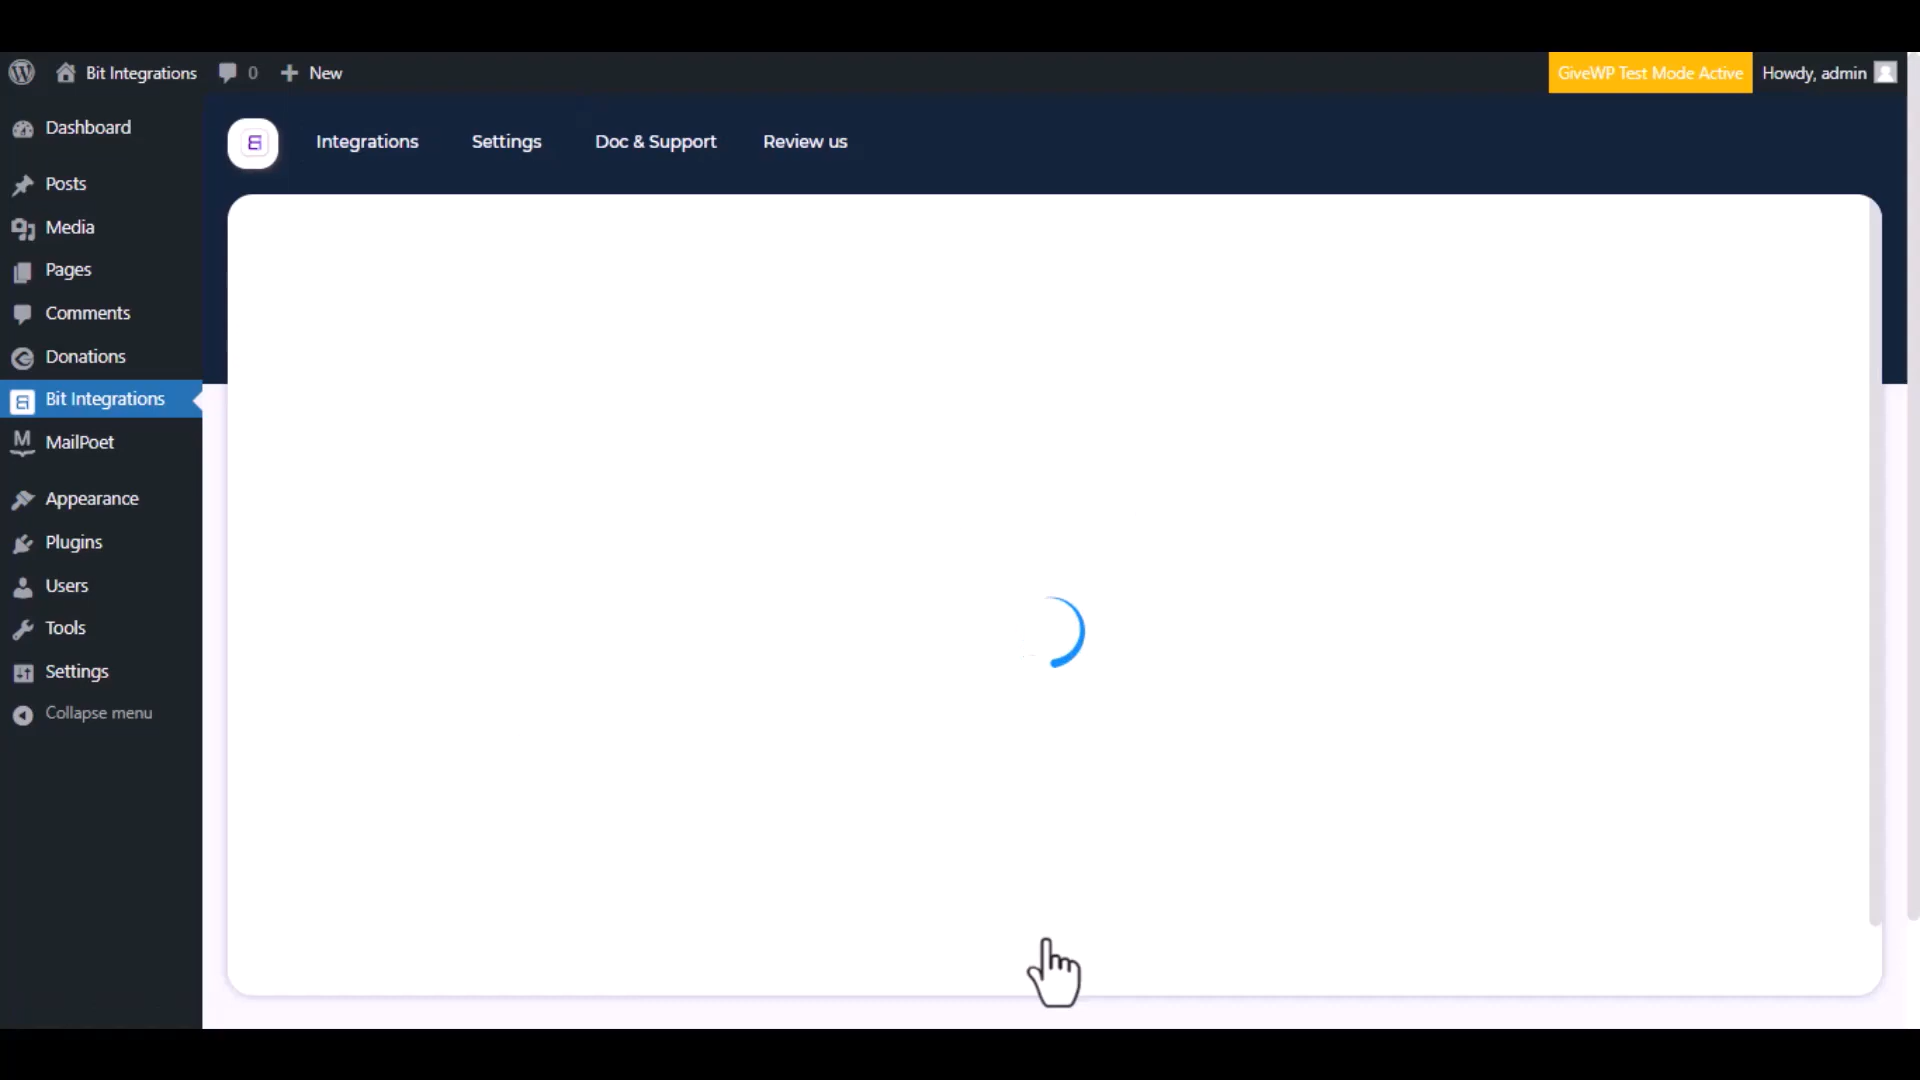 Bit Integrations
0
New
GiveWP Test Mode Active
Howdy, admin
Dashboard
Posts
Media
Pages
Comments
Donations
Bit Integrations
MailPoet
Appearance
Plugins
Users
Tools
Settings
Collapse menu
Integrations
Settings
Doc & Support
Review us